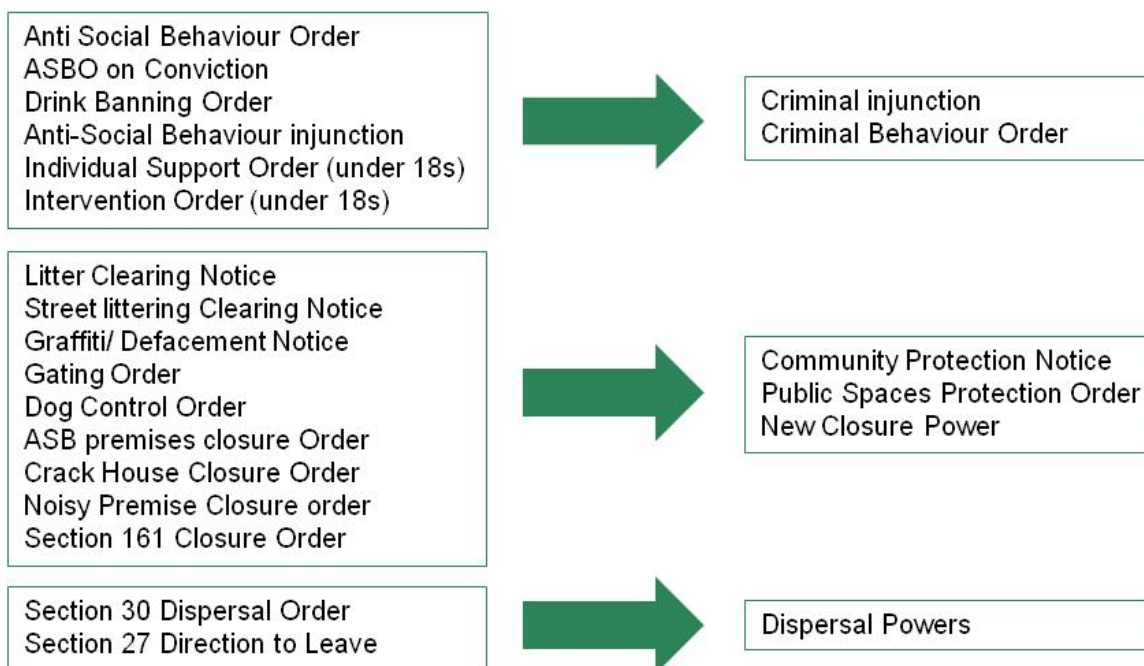 Anti Social Behaviour Order
ASBO on Conviction
Drink Banning Order
Anti-Social Behaviour injunction
Individual Support Order (under 18s)
Intervention Order (under 18s)
Criminal injunction
Criminal Behaviour Order
Litter Clearing Notice
Street littering Clearing Notice
Graffiti/ Defacement Notice
Gating Order
Dog Control Order
ASB premises closure Order
Crack House Closure Order
Noisy Premise Closure order
Section 161 Closure Order
Community Protection Notice
Public Spaces Protection Order
New Closure Power
Section 30 Dispersal Order
Section 27 Direction to Leave
Dispersal Powers